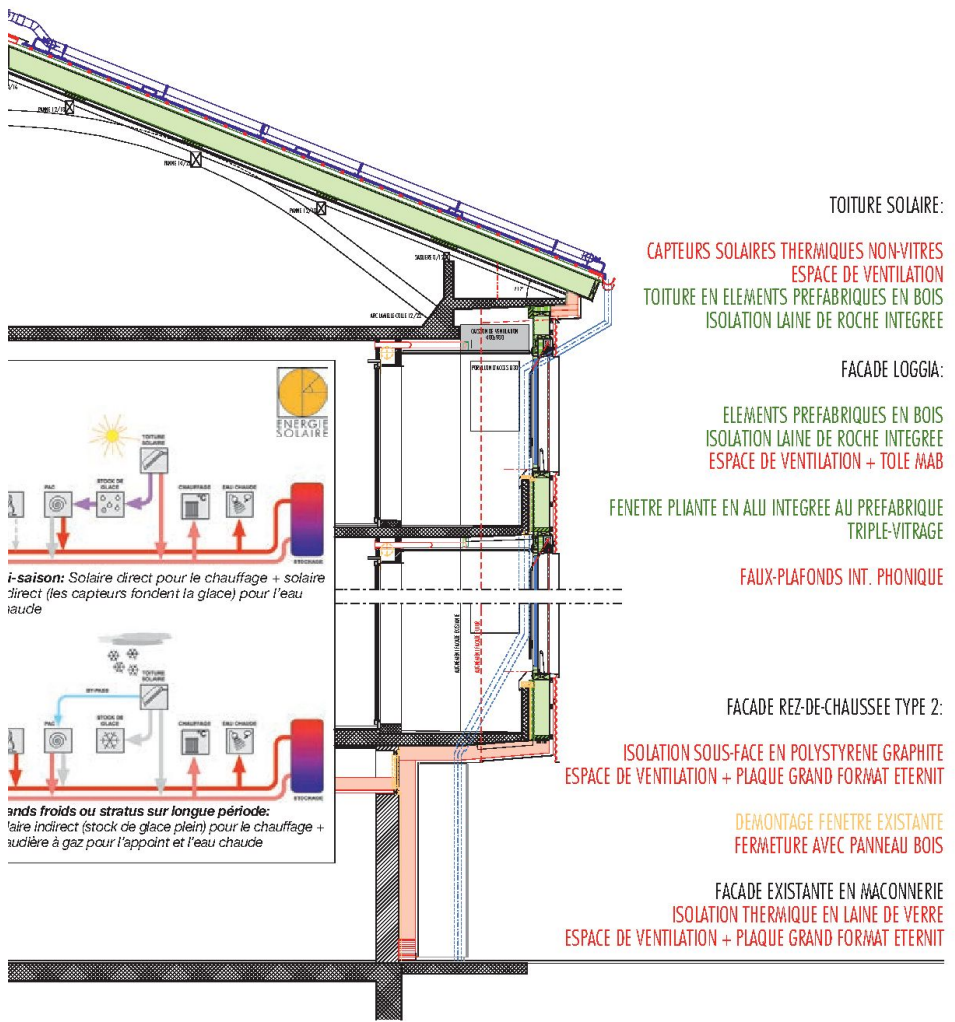 TOITURE SOLAIRE:
CAPTEURS SOLAIRES THERMIQUES NON-VITRES
ESPACE DE VENTILATION
TOITURE EN ELEMENTS PREFABRIQUES EN BOIS
ISOLATION LAINE DE ROCHE INTEGREE
FACADE LOGGIA:
ELEMENTS PREFABRIQUES EN BOIS
ISOLATION LAINE DE ROCHE INTEGREE
ESPACE DE VENTILATION + TOLE MAB
FENETRE PLIANTE EN ALU INTEGREE AU PREFABRIQUE
TRIPLE-VITRAGE
FAUX-PLAFONDS INT. PHONIQUE
FACADE REZ-DE-CHAUSSEE TYPE 2:
ISOLATION SOUS-FACE EN POLYSTYRENE GRAPHITE
ESPACE DE VENTILATION + PLAQUE GRAND FORMAT ETERNIT
DEMONTAGE FENETRE EXISTANTE
FERMETURE AVEC PANNEAU BOIS
FACADE EXISTANTE EN MACONNERIE
ISOLATION THERMIQUE EN LAINE DE VERRE
ESPACE DE VENTILATION + PLAQUE GRAND FORMAT ETERNIT
CAISSON DE VENTILATION
ENERGIE
SOLAIRE
TOITURE
SOLAIRE
PAC
STOCK DE
GLACE
CHAUFFAGE
EAU CHAUDE
°C
STOCKAGE
i-saison: Solaire direct pour le chauffage + solaire
direct (les capteurs fondent la glace) pour l'eau
haude
TOITURE
SOLAIRE
BY-PASS
PAC
STOCK DE
GLACE
CHAUFFAGE
EAU CHAUDE
°C
STOCKAGE
ands froids ou stratus sur longue période:
laire indirect (stock de glace plein) pour le chauffage +
audière à gaz pour l'appoint et l'eau chaude